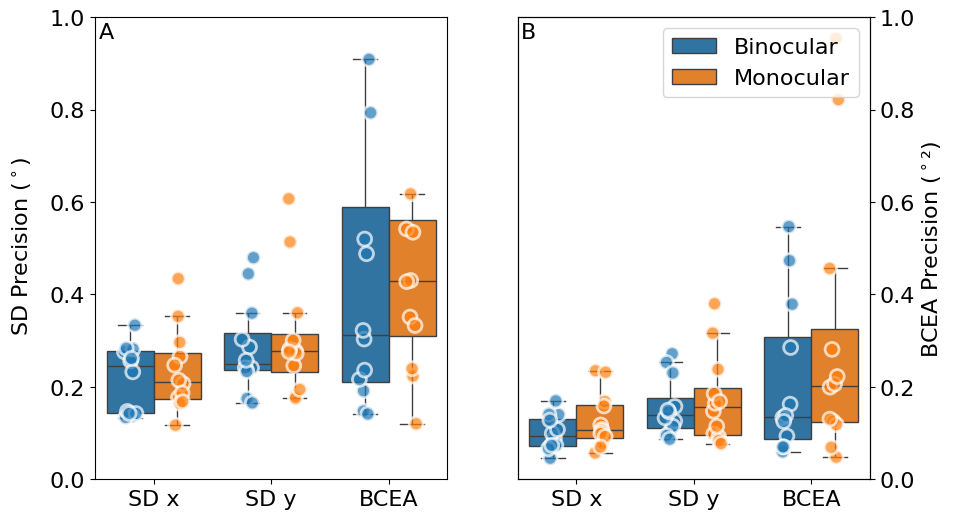 A
B
Binocular
Monocular
SD Precision (°)
1.0
0.8
0.6
0.4
0.2
0.0
SD x
SD y
BCEA
1.0
0.8
0.6
0.4
0.2
0.0
BCEA Precision (°²)
SD x
SD y
BCEA